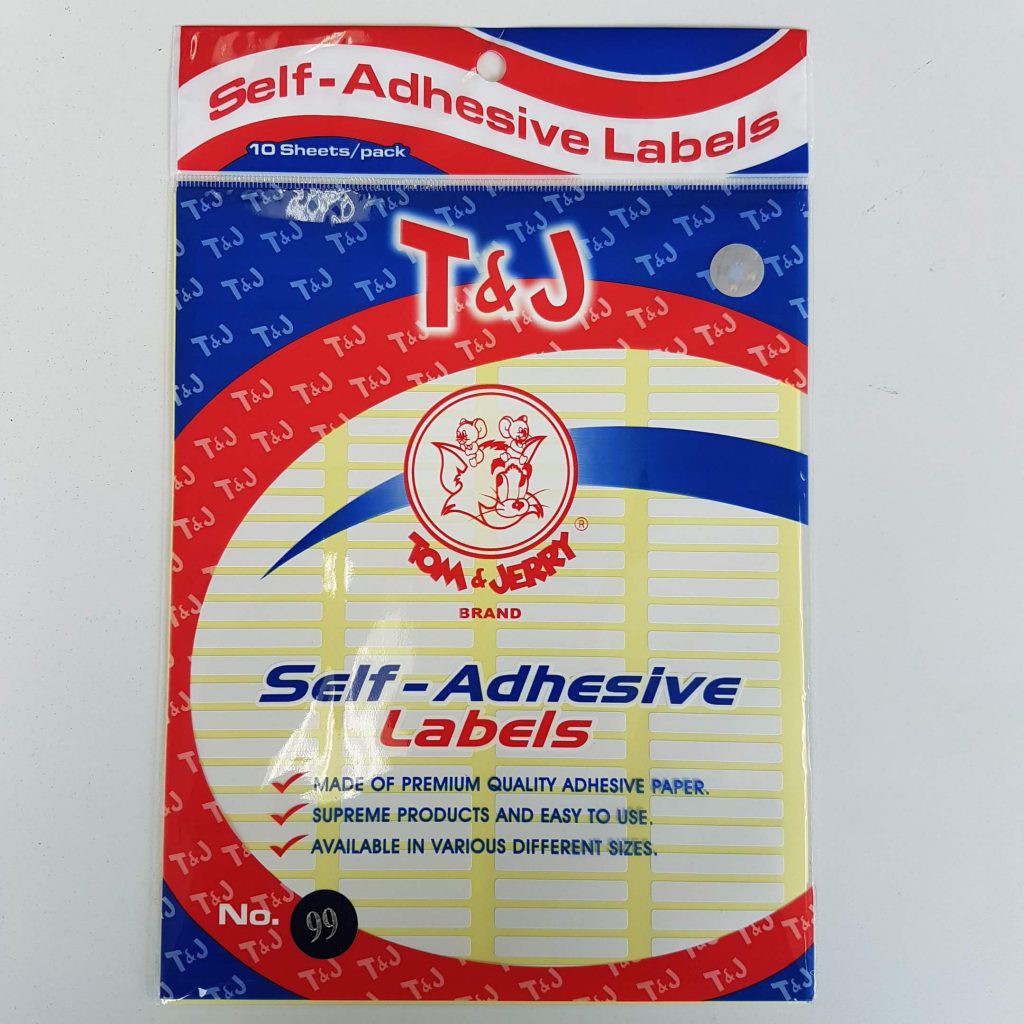 Self-Adhesive Labels
10 Sheets/pack
T&J
TOM & JERRY
®
BRAND
Self-Adhesive
Labels
MADE OF PREMIUM QUALITY ADHESIVE PAPER.
SUPREME PRODUCTS AND EASY TO USE.
AVAILABLE IN VARIOUS DIFFERENT SIZES.
No. 99